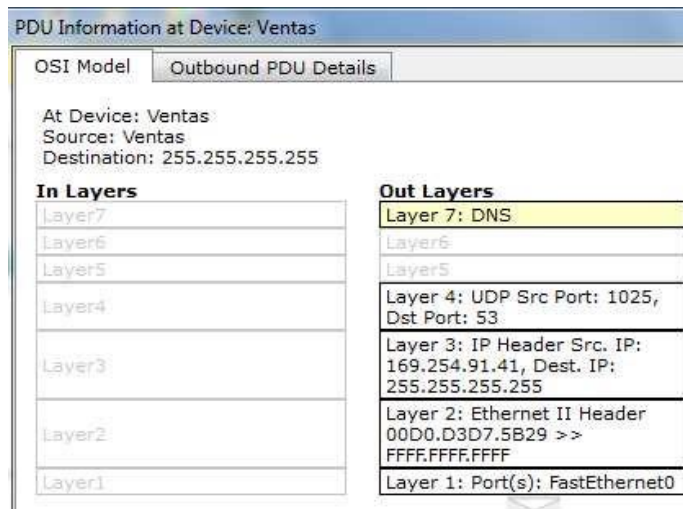 PDU Information at Device: Ventas
OSI Model
Outbound PDU Details
At Device: Ventas
Source: Ventas
Destination: 255.255.255.255
In Layers
Layer7
Layer6
Layer5
Layer4
Layer3
Layer2
Layer1
Out Layers
Layer 7: DNS
Layer6
Layer5
Layer 4: UDP Src Port: 1025,
Dst Port: 53
Layer 3: IP Header Src. IP:
169.254.91.41, Dest. IP:
255.255.255.255
Layer 2: Ethernet II Header
00D0.D3D7.5B29 >>
FFFF.FFFF.FFFF
Layer 1: Port(s): FastEthernet0